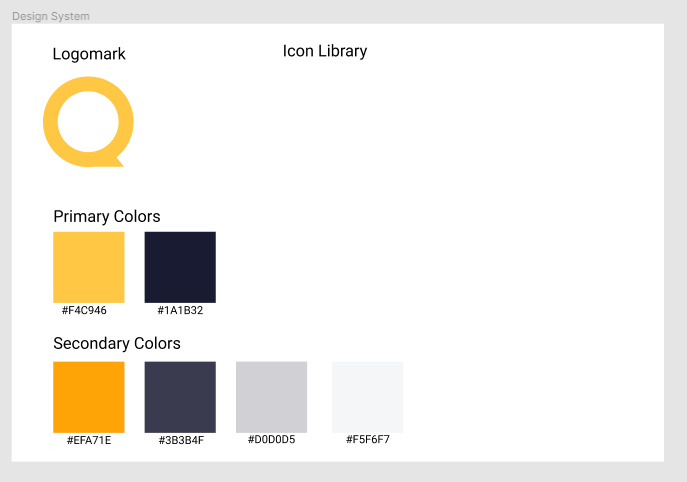 Design System
Logomark
Icon Library
Primary Colors
#F4C946
#1A1B32
Secondary Colors
#EFA71E
#3B3B4F
#D0D0D5
#F5F6F7